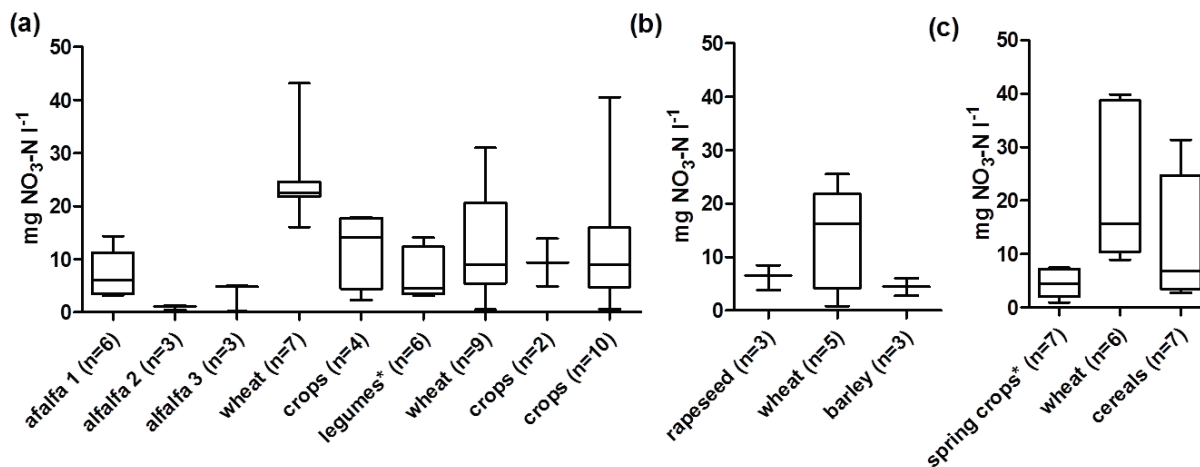 (a)
mg NO3-N l-1
50
40
30
20
10
0
afalfa 1 (n=6)
alfalfa 2 (n=3)
alfalfa 3 (n=3)
wheat (n=7)
crops (n=4)
legumes* (n=6)
wheat (n=9)
crops (n=2)
crops (n=10)
(b)
mg NO3-N l-1
50
40
30
20
10
0
rapeseed (n=3)
wheat (n=5)
barley (n=3)
(c)
mg NO3-N l-1
50
40
30
20
10
0
spring crops* (n=7)
wheat (n=6)
cereals (n=7)